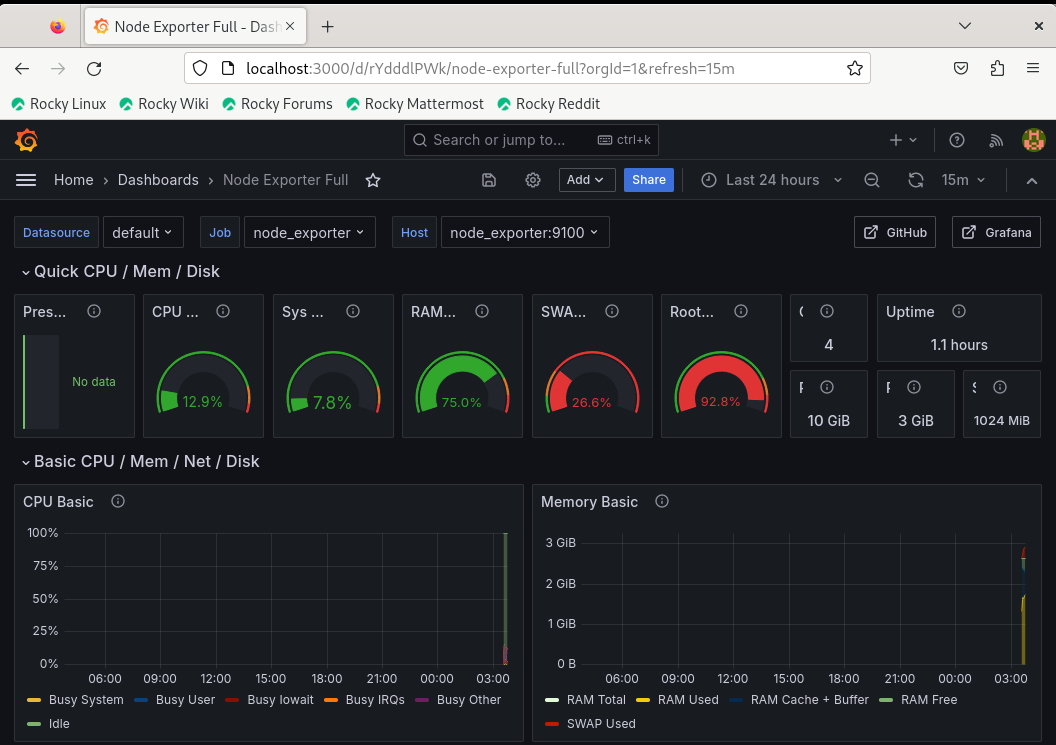 Node Exporter Full - Dash
localhost:3000/d/rYdddlPWk/node-exporter-full?orgId=1&refresh=15m
Rocky Linux Rocky Wiki Rocky Forums Rocky Mattermost Rocky Reddit
Search or jump to... ctrl+k
Home › Dashboards › Node Exporter Full Add Share Last 24 hours 15m
Datasource default Job node_exporter Host node_exporter:9100 GitHub Grafana
Quick CPU / Mem / Disk
Pres... CPU ... Sys ... RAM... SWA... Root... Uptime
4 1.1 hours
No data 12.9% 7.8% 75.0% 26.6% 92.8%
10 GiB 3 GiB 1024 MiB
Basic CPU / Mem / Net / Disk
CPU Basic
100%
75%
50%
25%
0%
06:00 09:00 12:00 15:00 18:00 21:00 00:00 03:00
Busy System Busy User Busy Iowait Busy IRQs Busy Other
Idle
Memory Basic
3 GiB
2 GiB
1 GiB
0 B
06:00 09:00 12:00 15:00 18:00 21:00 00:00 03:00
RAM Total RAM Used RAM Cache + Buffer RAM Free
SWAP Used